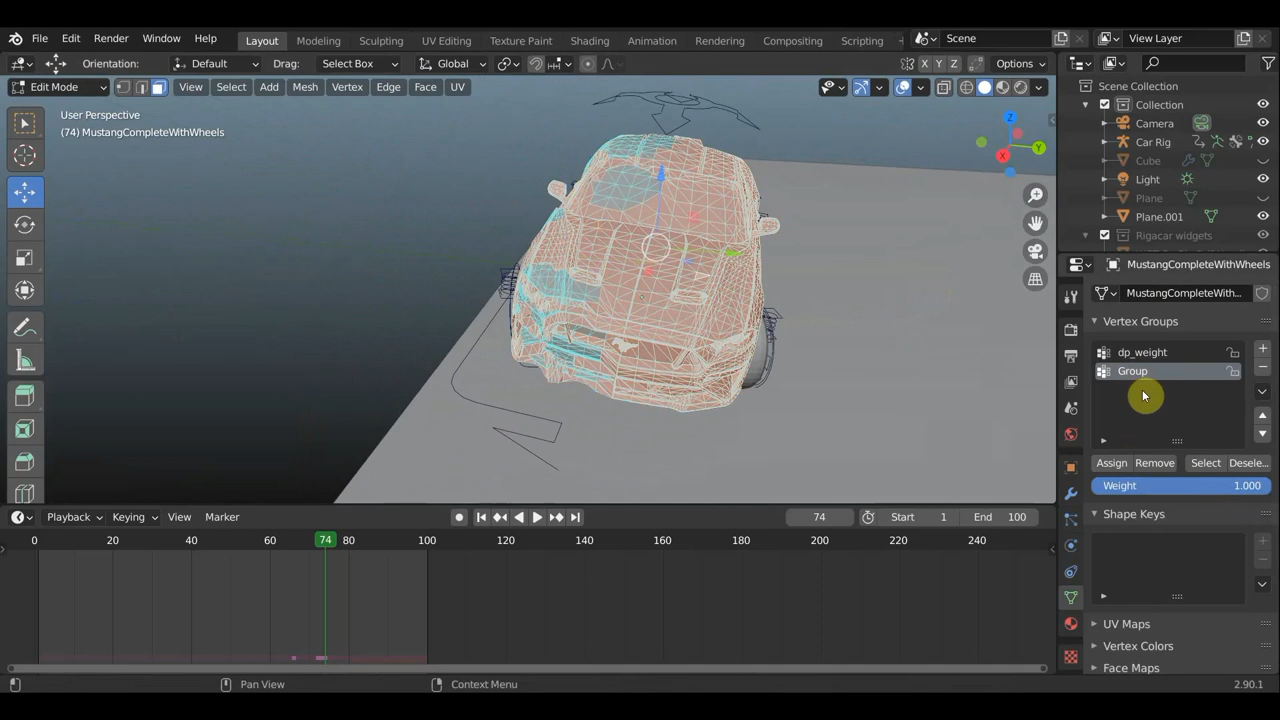 File Edit Render Window Help Layout Modeling Sculpting UV Editing Texture Paint Shading Animation Rendering Compositing Scripting Scene View Layer
Orientation: Default Drag: Select Box Global Options
Edit Mode View Select Add Mesh Vertex Edge Face UV
User Perspective
(74) MustangCompleteWithWheels
Z
Y
X
Scene Collection
Collection
Camera
Car Rig
Cube
Light
Plane
Plane.001
Rigacar widgets
MustangCompleteWithWheels
MustangCompleteWith...
Vertex Groups
dp_weight
Group
Assign Remove Select Desele...
Weight 1.000
Shape Keys
UV Maps
Vertex Colors
Face Maps
Playback Keying View Marker 74 Start 1 End 100
0 20 40 60 74 80 100 120 140 160 180 200 220 240
Pan View Context Menu 2.90.1